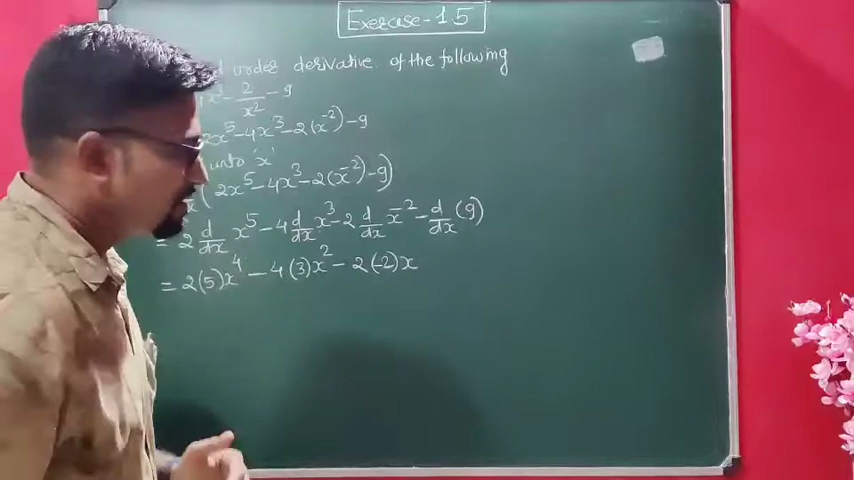 Exercise-1.5
order derivative of the following
x³ - 2/x² - 9
2x⁵-4x³-2(x⁻²)-9
unto 'x'
(2x⁵-4x³-2(x⁻²)-9)
= 2 d/dx x⁵ - 4 d/dx x³ - 2 d/dx x⁻² - d/dx (9)
= 2(5)x⁴ - 4(3)x² - 2(-2)x